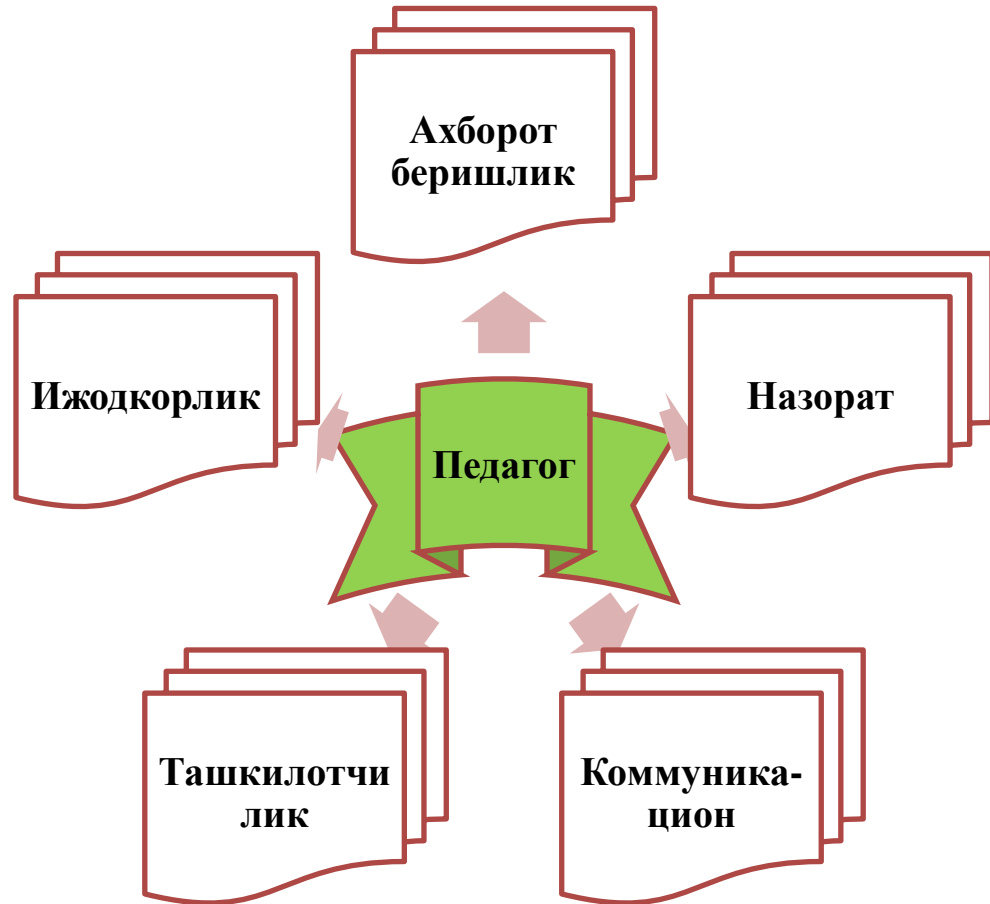 Ахборот
беришлик
Ижодкорлик
Назорат
Педагог
Ташкилотчи
лик
Коммуника-
цион